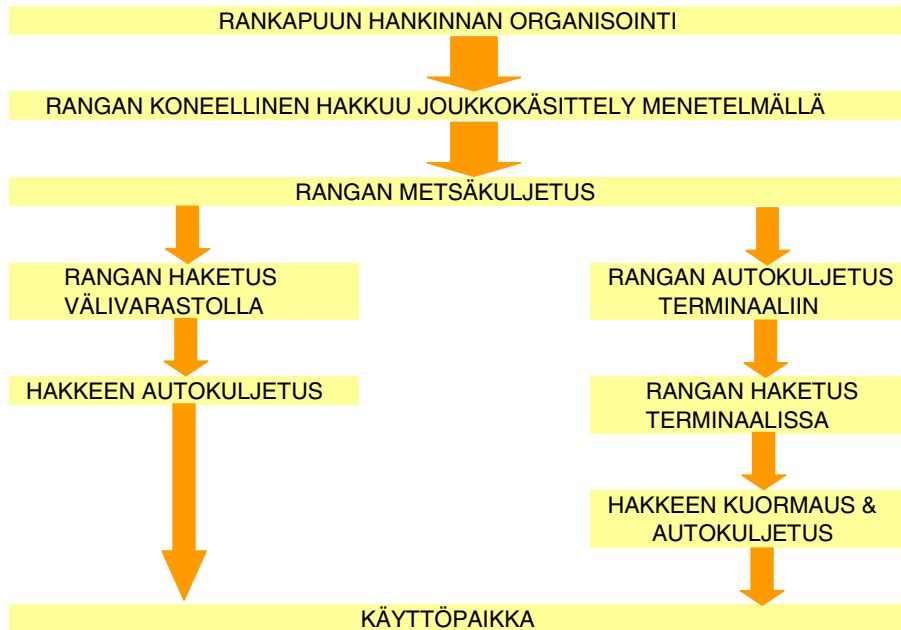 RANKAPUUN HANKINNAN ORGANISOINTI
RANGAN KONEELLINEN HAKKUU JOUKKOKÄSITTELY MENETELMÄLLÄ
RANGAN METSÄKULJETUS
RANGAN HAKETUS
VÄLIVARASTOLLA
HAKKEEN AUTOKULJETUS
RANGAN AUTOKULJETUS
TERMINAALIIN
RANGAN HAKETUS
TERMINAALISSA
HAKKEEN KUORMAUS &
AUTOKULJETUS
KÄYTTÖPAIKKA